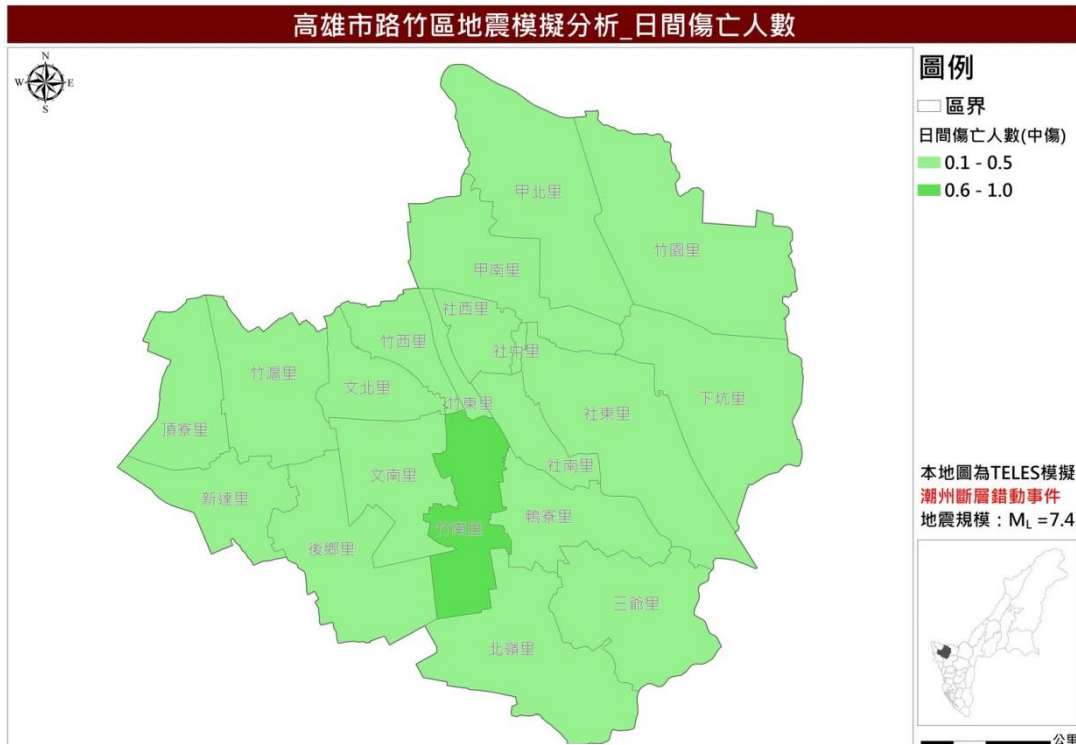 高雄市路竹區地震模擬分析_日間傷亡人數
N
W
E
S
圖例
區界
日間傷亡人數(中傷)
0.1 - 0.5
0.6 - 1.0
甲北里
竹園里
甲南里
社西里
竹西里
社中里
竹滬里
文北里
竹東里
社東里
下坑里
頂寮里
文南里
社南里
新達里
鴨寮里
竹南里
後鄉里
三爺里
北嶺里
本地圖為TELES模擬
潮州斷層錯動事件
地震規模：ML =7.4
公里